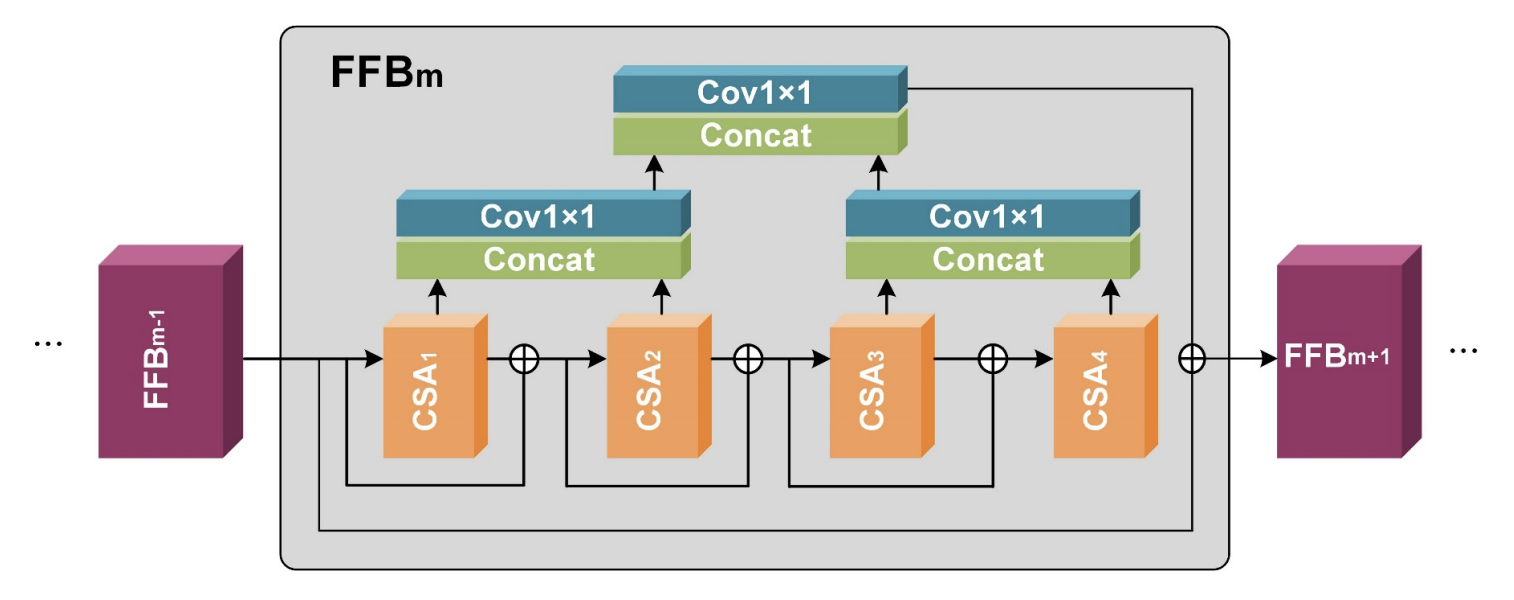 FFBm
Cov1×1
Concat
Cov1×1
Concat
Cov1×1
Concat
... FFBm-1 CSA1 CSA2 CSA3 CSA4 FFBm+1 ...